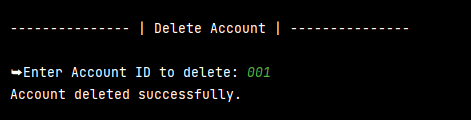 --------------- | Delete Account | ---------------
➥Enter Account ID to delete: 001
Account deleted successfully.